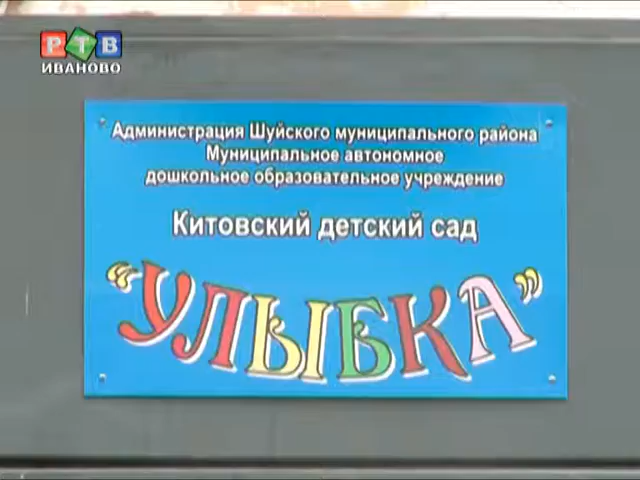 РТВ
ИВАНОВО
Администрация Шуйского муниципального района
Муниципальное автономное
дошкольное образовательное учреждение
Китовский детский сад
“УЛЫБКА”